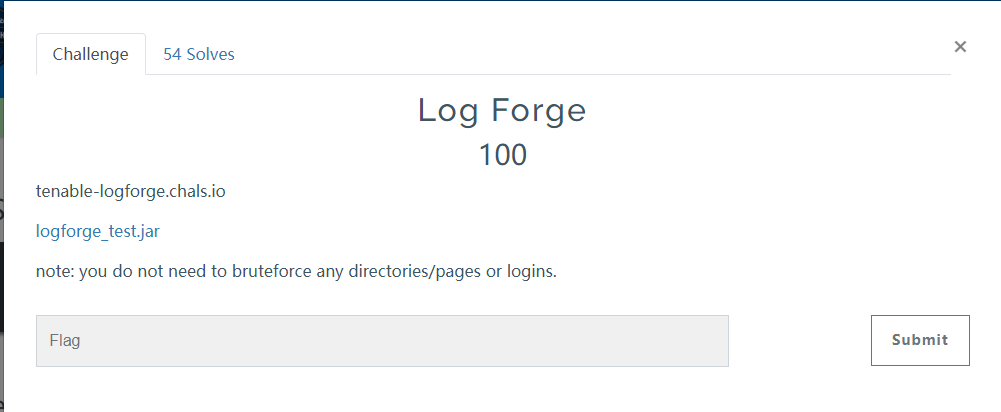 Challenge
54 Solves
×
Log Forge
100
tenable-logforge.chals.io
logforge_test.jar
note: you do not need to bruteforce any directories/pages or logins.
Flag
Submit